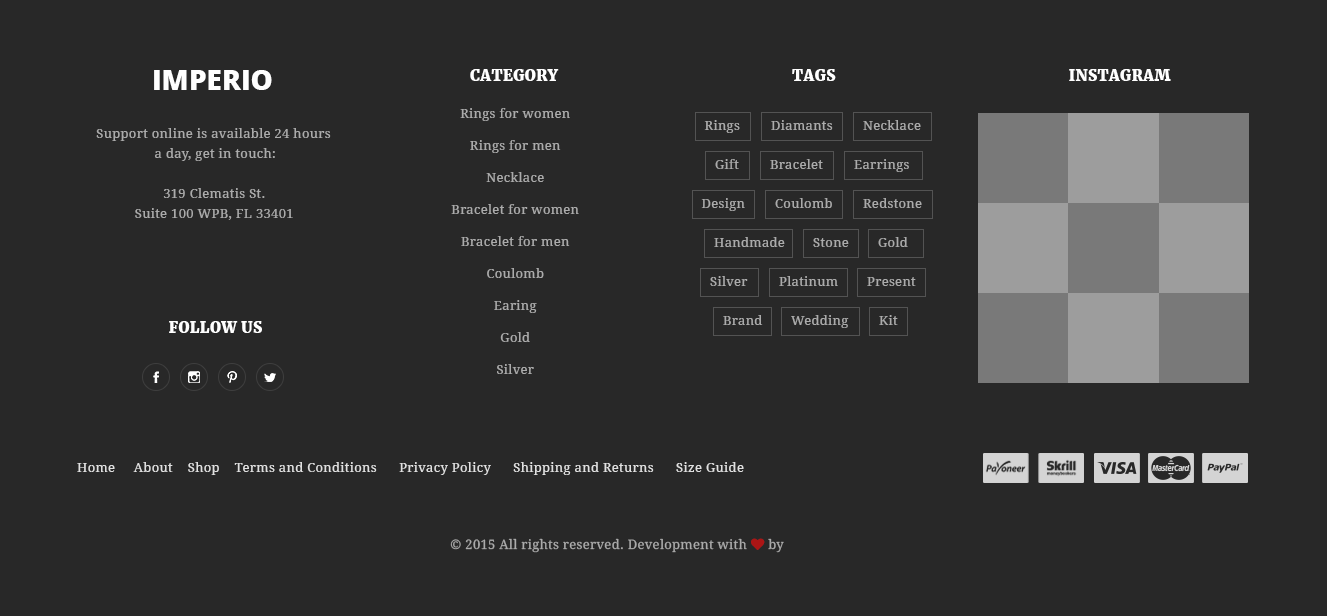 IMPERIO
Support online is available 24 hours
a day, get in touch:
319 Clematis St.
Suite 100 WPB, FL 33401
FOLLOW US
CATEGORY
Rings for women
Rings for men
Necklace
Bracelet for women
Bracelet for men
Coulomb
Earing
Gold
Silver
TAGS
Rings Diamants Necklace
Gift Bracelet Earrings
Design Coulomb Redstone
Handmade Stone Gold
Silver Platinum Present
Brand Wedding Kit
INSTAGRAM
Home About Shop Terms and Conditions Privacy Policy Shipping and Returns Size Guide
Payoneer Skrill VISA MasterCard PayPal
moneybookers
© 2015 All rights reserved. Development with ❤ by